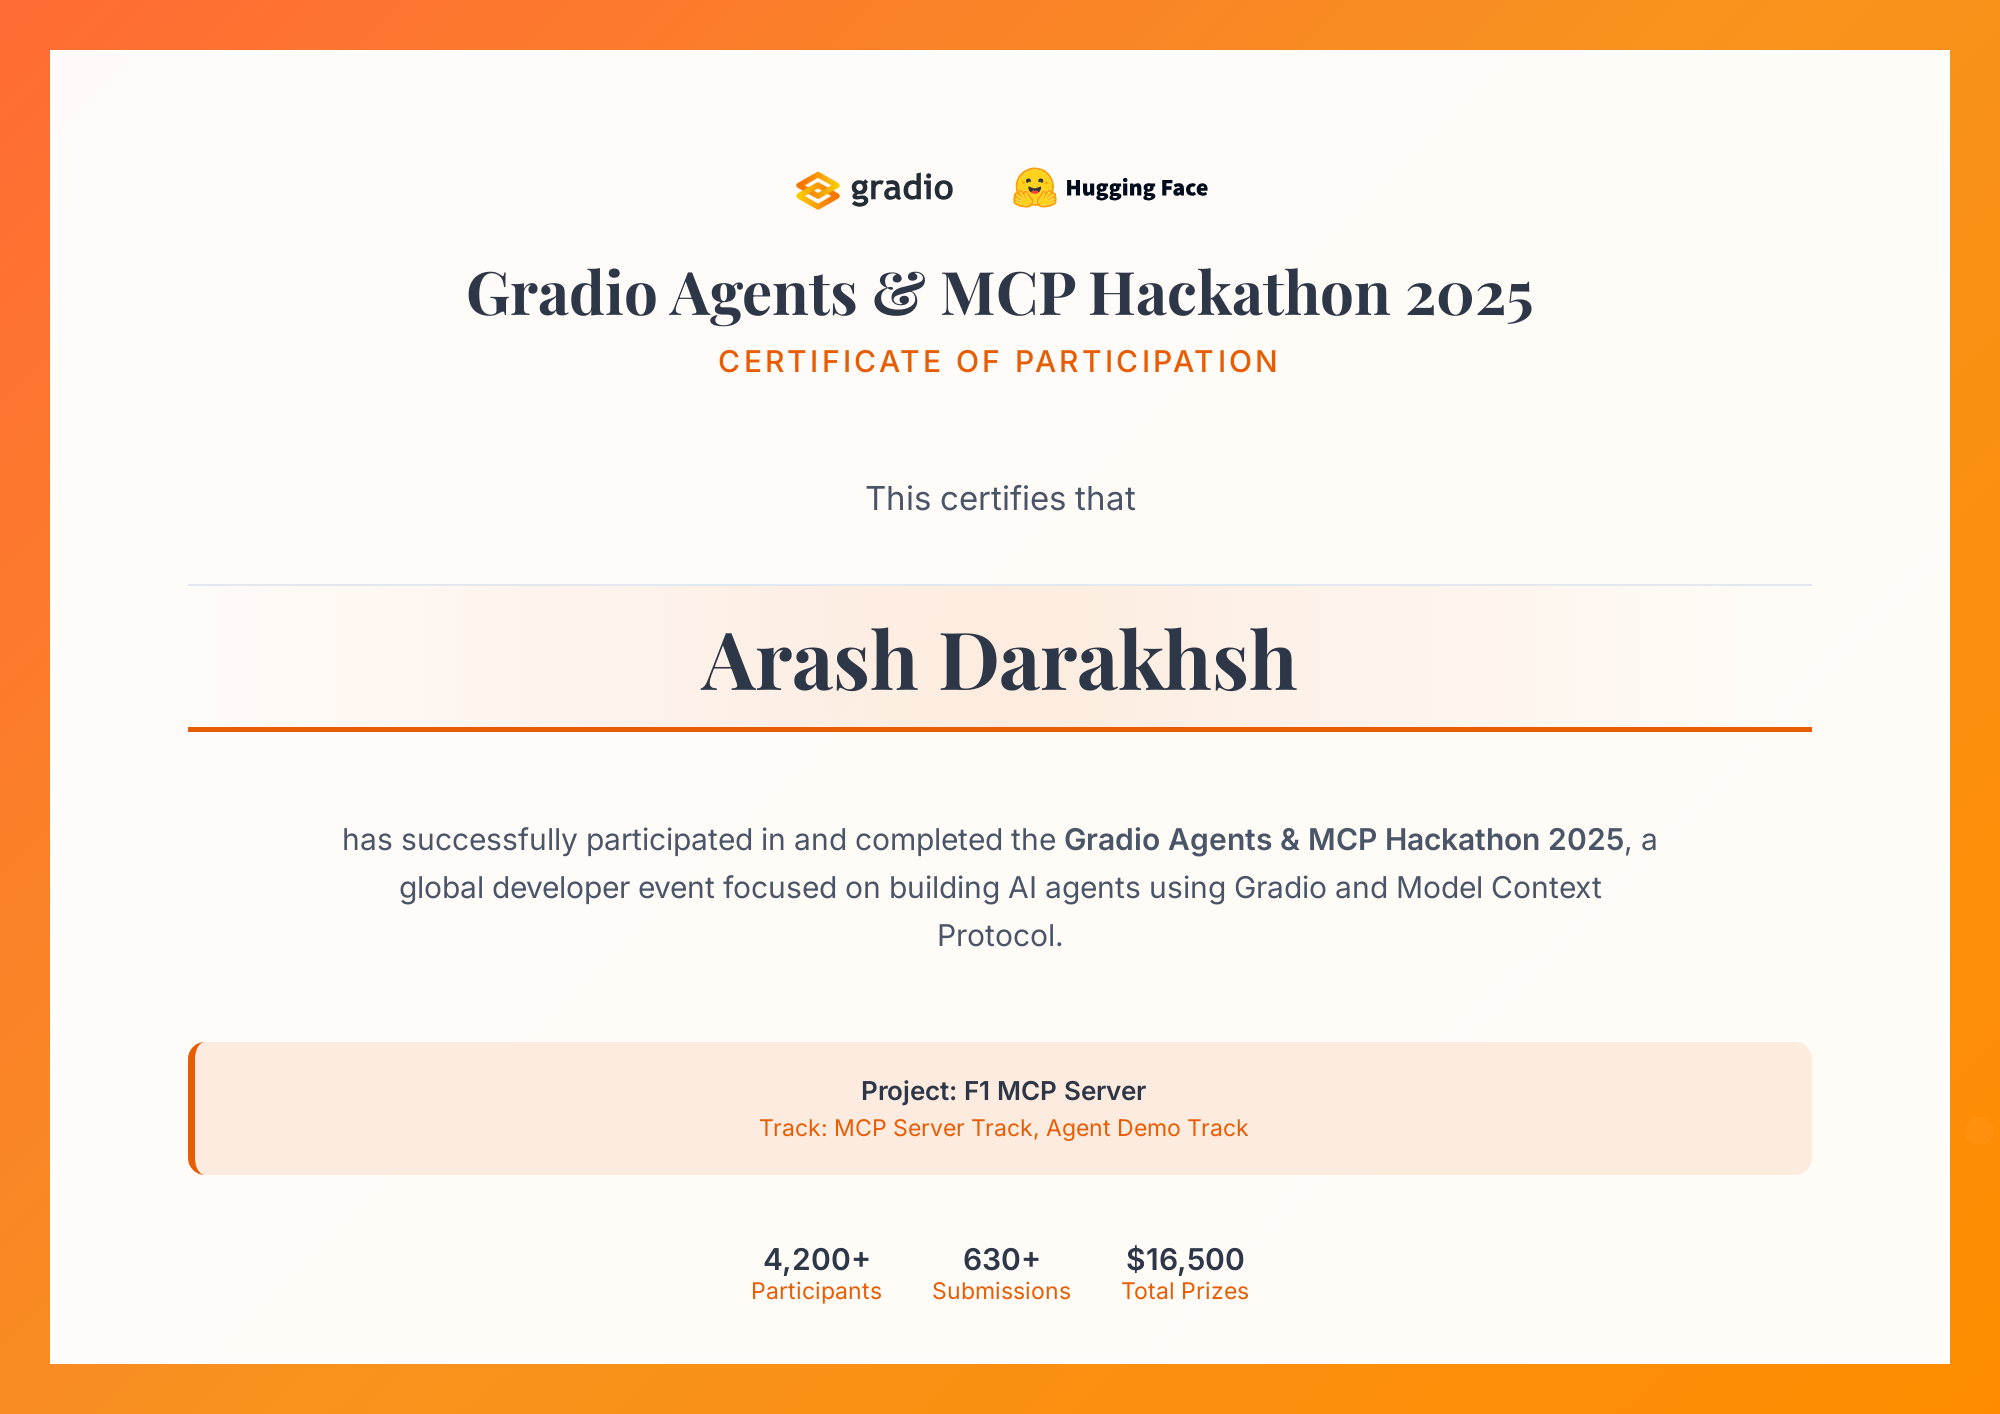 gradio Hugging Face
Gradio Agents & MCP Hackathon 2025
CERTIFICATE OF PARTICIPATION
This certifies that
Arash Darakhsh
has successfully participated in and completed the Gradio Agents & MCP Hackathon 2025, a
global developer event focused on building AI agents using Gradio and Model Context
Protocol.
Project: F1 MCP Server
Track: MCP Server Track, Agent Demo Track
4,200+ 630+ $16,500
Participants Submissions Total Prizes